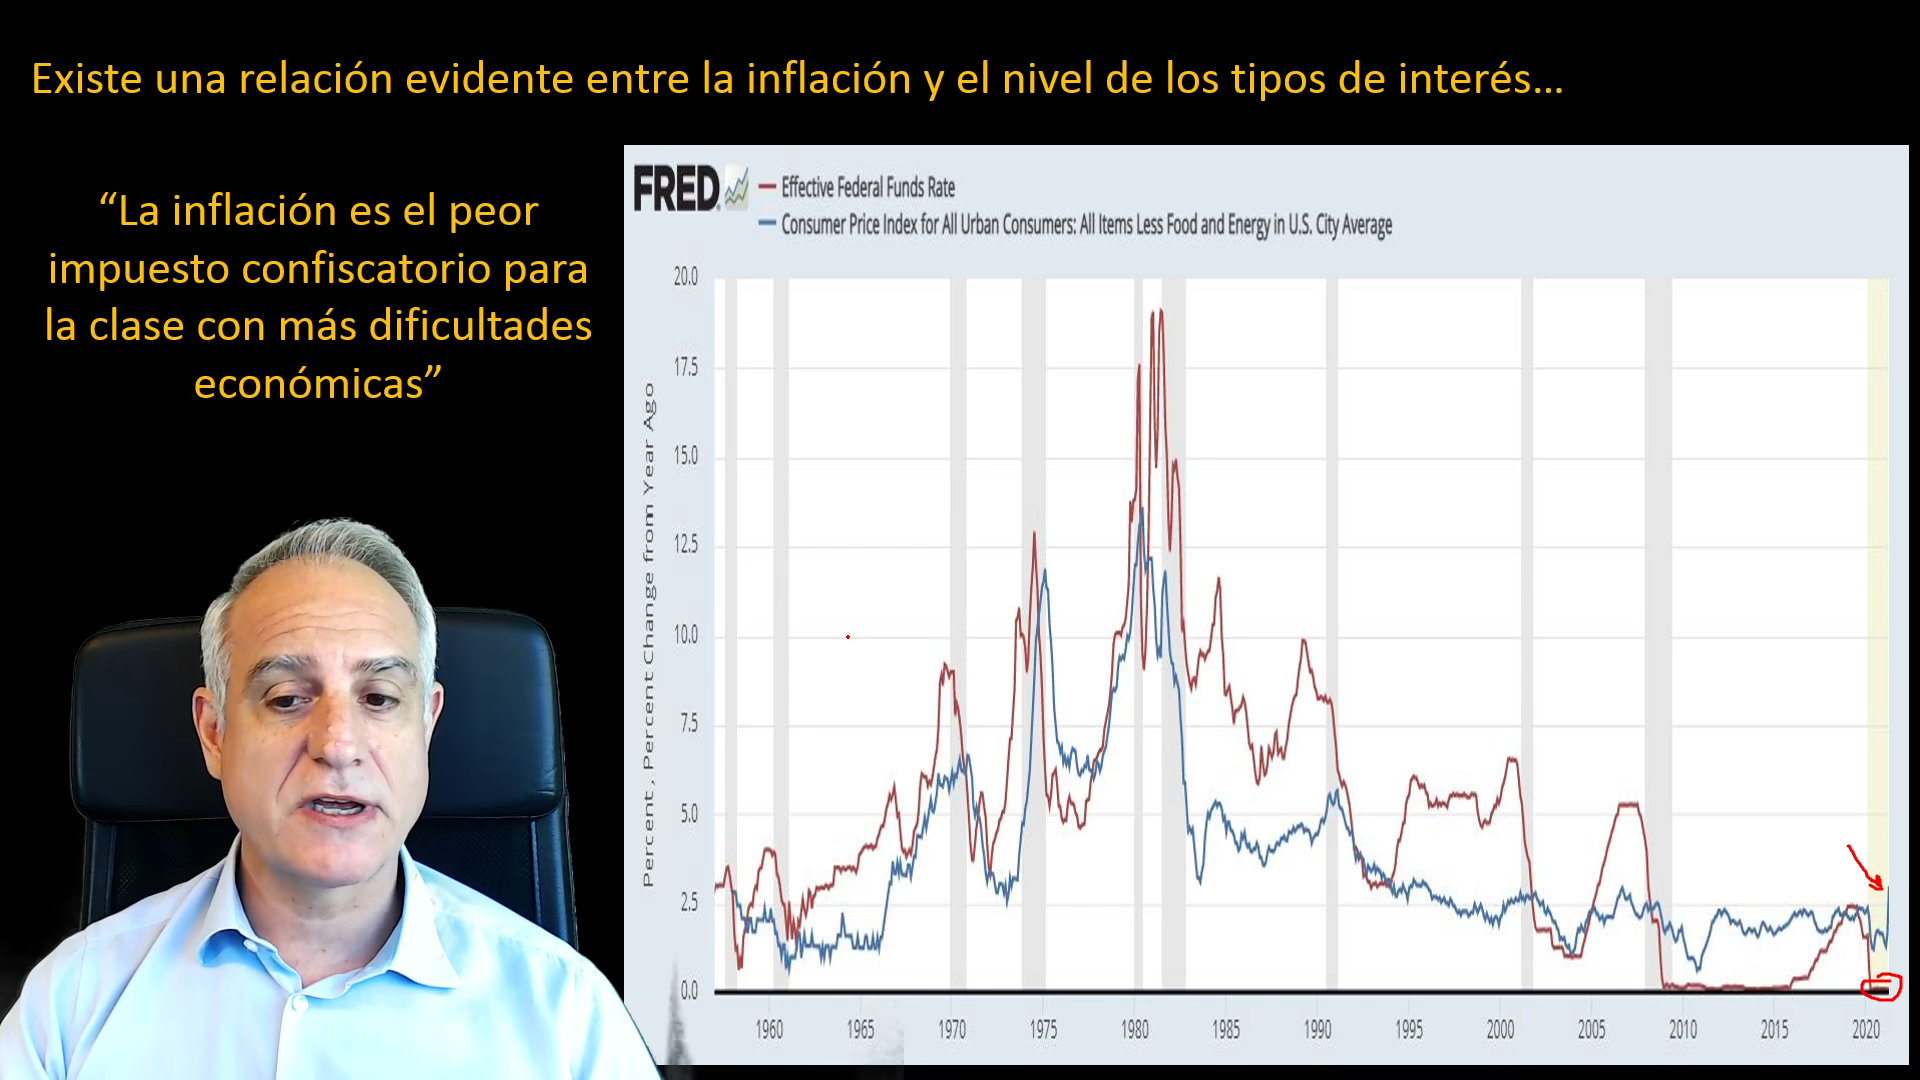 Existe una relación evidente entre la inflación y el nivel de los tipos de interés...
“La inflación es el peor
impuesto confiscatorio para
la clase con más dificultades
económicas”
FRED
Effective Federal Funds Rate
Consumer Price Index for All Urban Consumers: All Items Less Food and Energy in U.S. City Average
Percent , Percent Change from Year Ago
20.0
17.5
15.0
12.5
10.0
7.5
5.0
2.5
0.0
1960 1965 1970 1975 1980 1985 1990 1995 2000 2005 2010 2015 2020